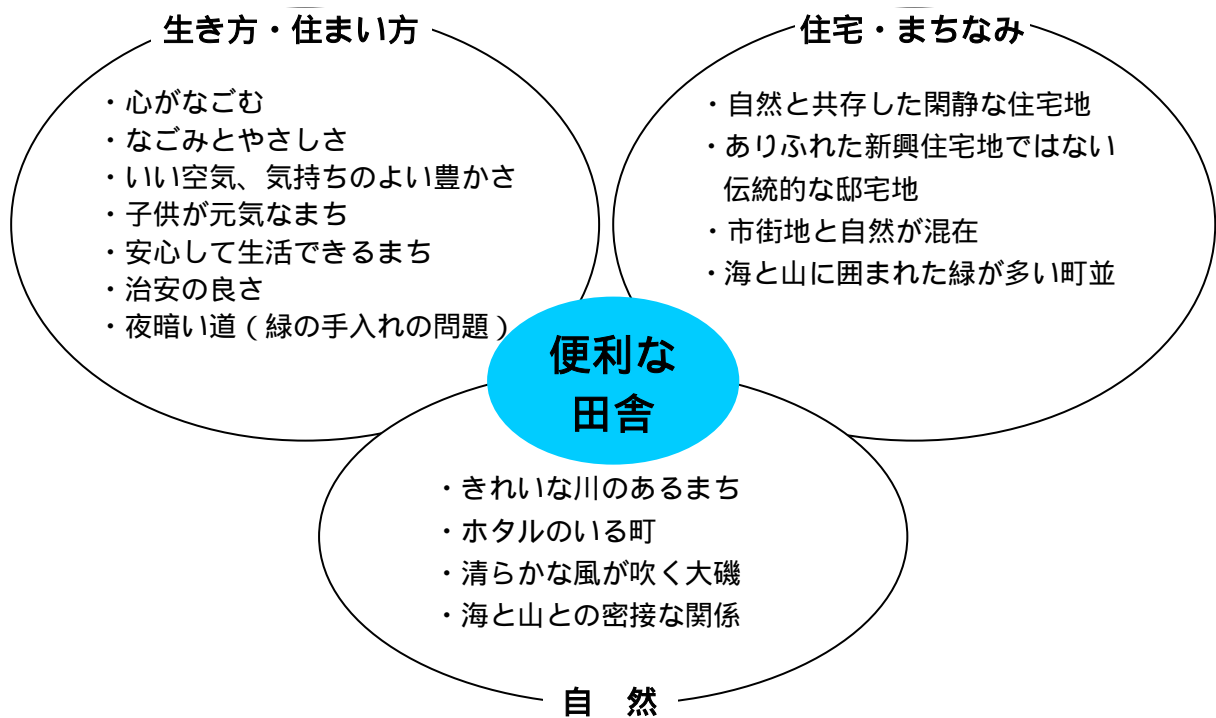 生き方・住まい方
・心がなごむ
・なごみとやさしさ
・いい空気、気持ちのよい豊かさ
・子供が元気なまち
・安心して生活できるまち
・治安の良さ
・夜暗い道（緑の手入れの問題）
住宅・まちなみ
・自然と共存した閑静な住宅地
・ありふれた新興住宅地ではない
伝統的な邸宅地
・市街地と自然が混在
・海と山に囲まれた緑が多い町並
便利な
田舎
・きれいな川のあるまち
・ホタルのいる町
・清らかな風が吹く大磯
・海と山との密接な関係
自　然